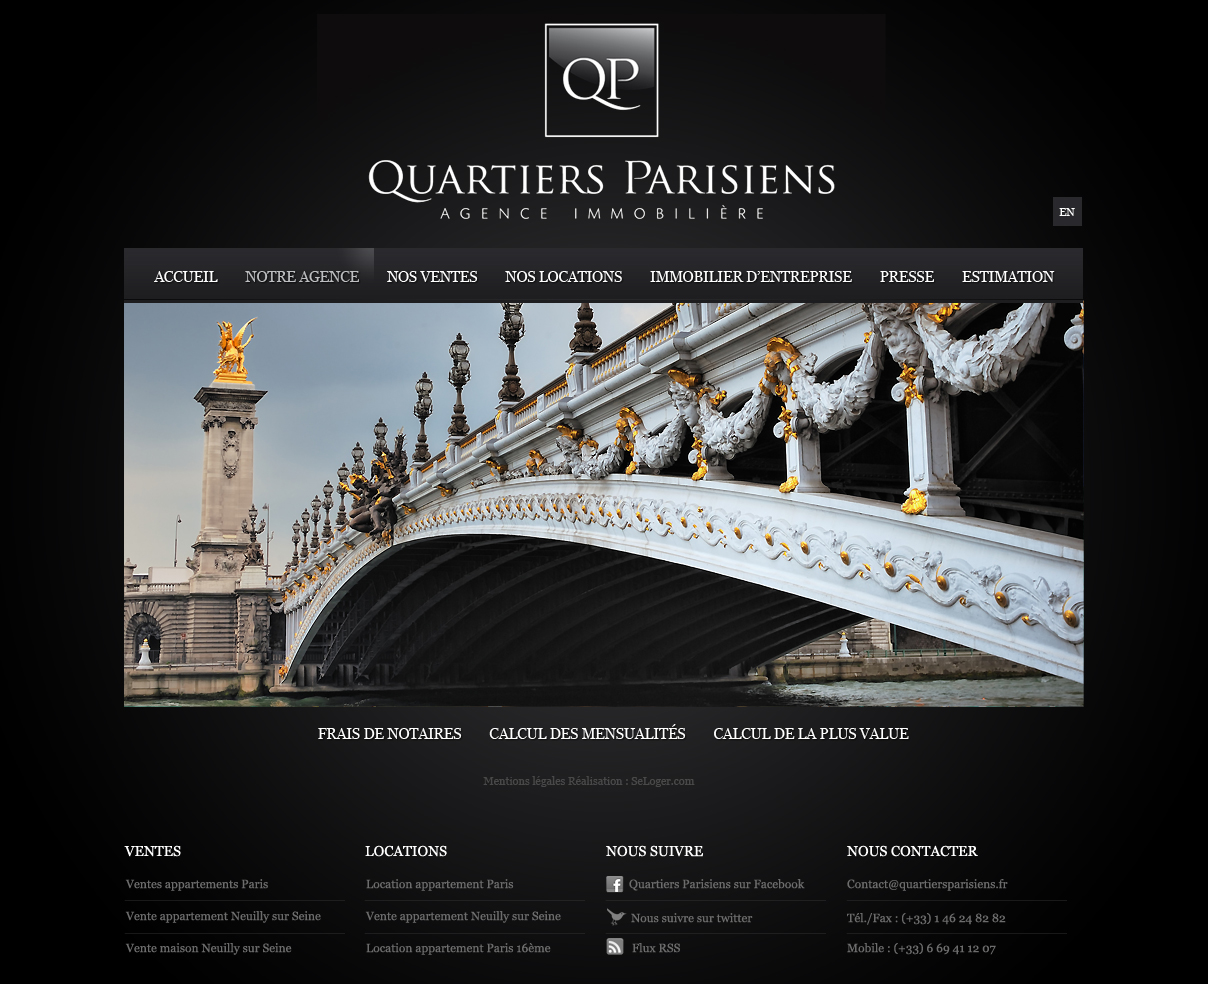 QP
QUARTIERS PARISIENS
AGENCE IMMOBILIÈRE
EN
ACCUEIL NOTRE AGENCE NOS VENTES NOS LOCATIONS IMMOBILIER D'ENTREPRISE PRESSE ESTIMATION
FRAIS DE NOTAIRES CALCUL DES MENSUALITÉS CALCUL DE LA PLUS VALUE
Mentions légales Réalisation : SeLoger.com
VENTES
Ventes appartements Paris
Vente appartement Neuilly sur Seine
Vente maison Neuilly sur Seine
LOCATIONS
Location appartement Paris
Vente appartement Neuilly sur Seine
Location appartement Paris 16ème
NOUS SUIVRE
Quartiers Parisiens sur Facebook
Nous suivre sur twitter
Flux RSS
NOUS CONTACTER
Contact@quartiersparisiens.fr
Tél./Fax : (+33) 1 46 24 82 82
Mobile : (+33) 6 69 41 12 07